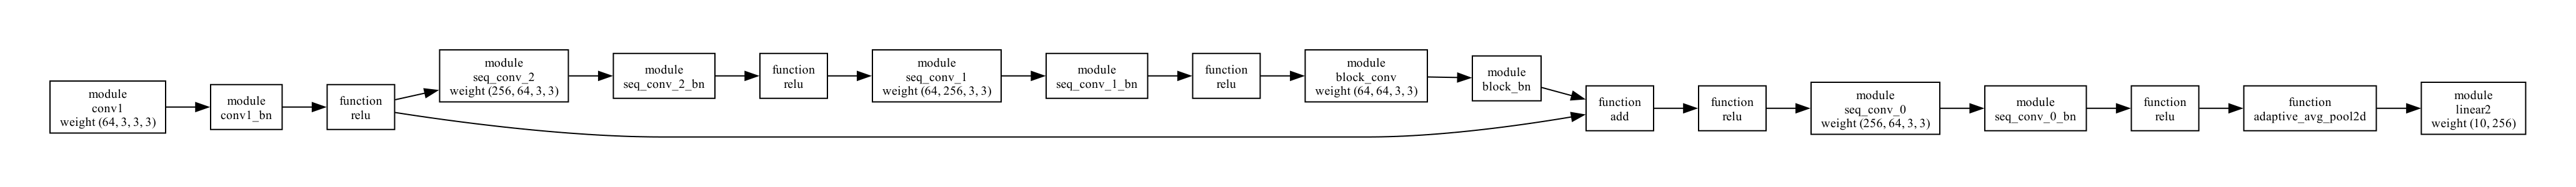 module
conv1
weight (64, 3, 3, 3)
module
conv1_bn
function
relu
module
seq_conv_2
weight (256, 64, 3, 3)
module
seq_conv_2_bn
function
relu
module
seq_conv_1
weight (64, 256, 3, 3)
module
seq_conv_1_bn
function
relu
module
block_conv
weight (64, 64, 3, 3)
module
block_bn
function
add
function
relu
module
seq_conv_0
weight (256, 64, 3, 3)
module
seq_conv_0_bn
function
relu
function
adaptive_avg_pool2d
module
linear2
weight (10, 256)